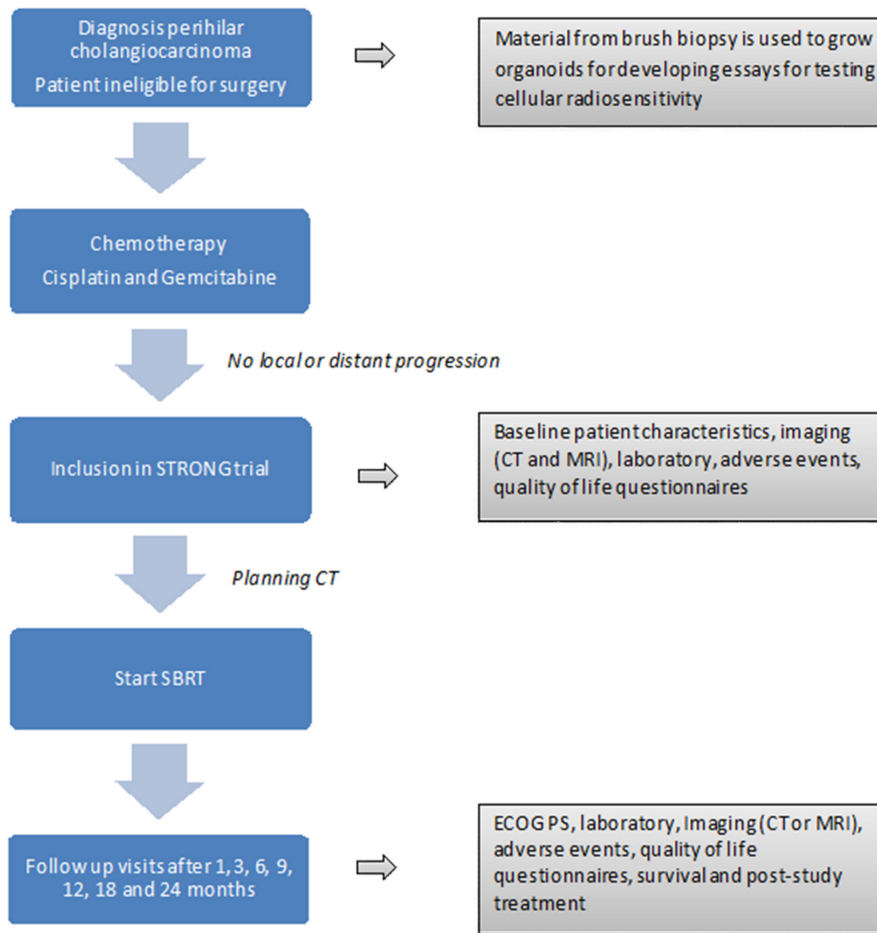 Diagnosis perihilar
cholangiocarcinoma
Patient ineligible for surgery
Material from brush biopsy is used to grow
organoids for developing essays for testing
cellular radiosensitivity
Chemotherapy
Cisplatin and Gemcitabine
No local or distant progression
Inclusion in STRONG trial
Baseline patient characteristics, imaging
(CT and MRI), laboratory, adverse events,
quality of life questionnaires
Planning CT
Start SBRT
Follow up visits after 1, 3, 6, 9,
12, 18 and 24 months
ECOG PS, laboratory, Imaging (CT or MRI),
adverse events, quality of life
questionnaires, survival and post-study
treatment